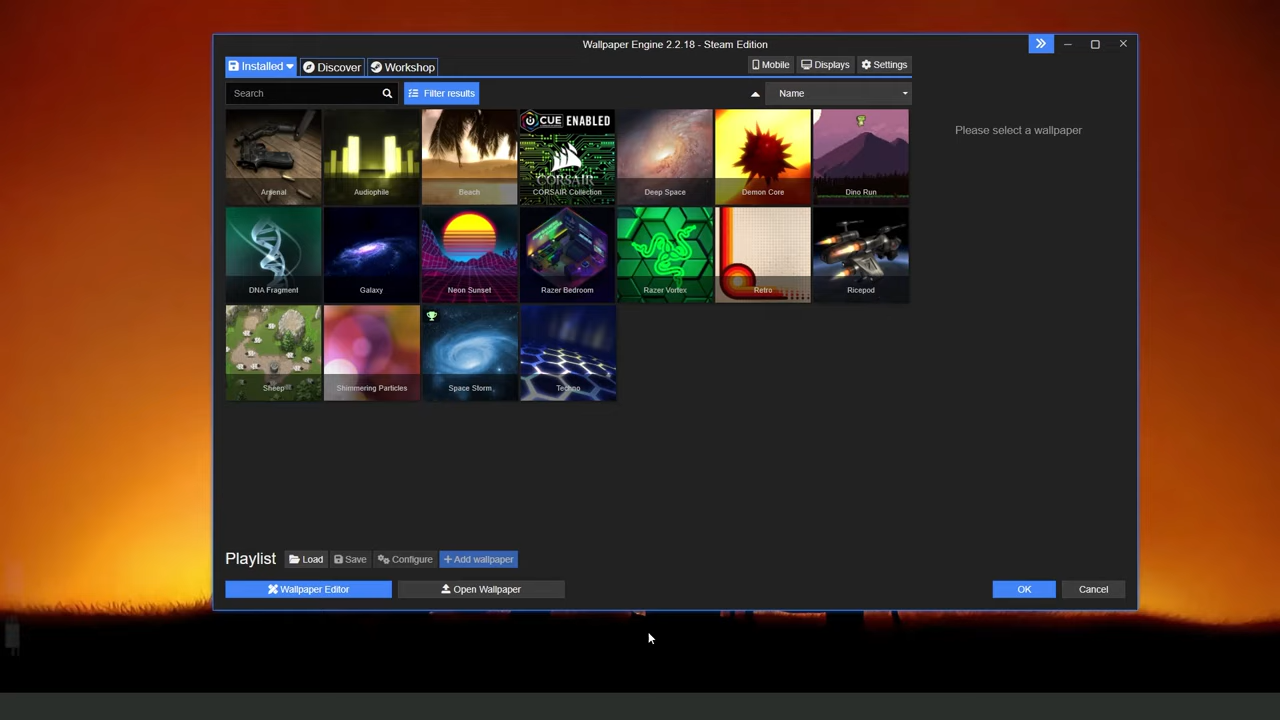 Wallpaper Engine 2.2.18 - Steam Edition
Installed Discover Workshop Mobile Displays Settings
Search Filter results Name
Please select a wallpaper
CUE ENABLED
CORSAIR
Arsenal Audiophile Beach CORSAIR Collection Deep Space Demon Core Dino Run
DNA Fragment Galaxy Neon Sunset Razer Bedroom Razer Vortex Retro Ricepod
Sheep Shimmering Particles Space Storm Techno
Playlist Load Save Configure + Add wallpaper
Wallpaper Editor Open Wallpaper OK Cancel